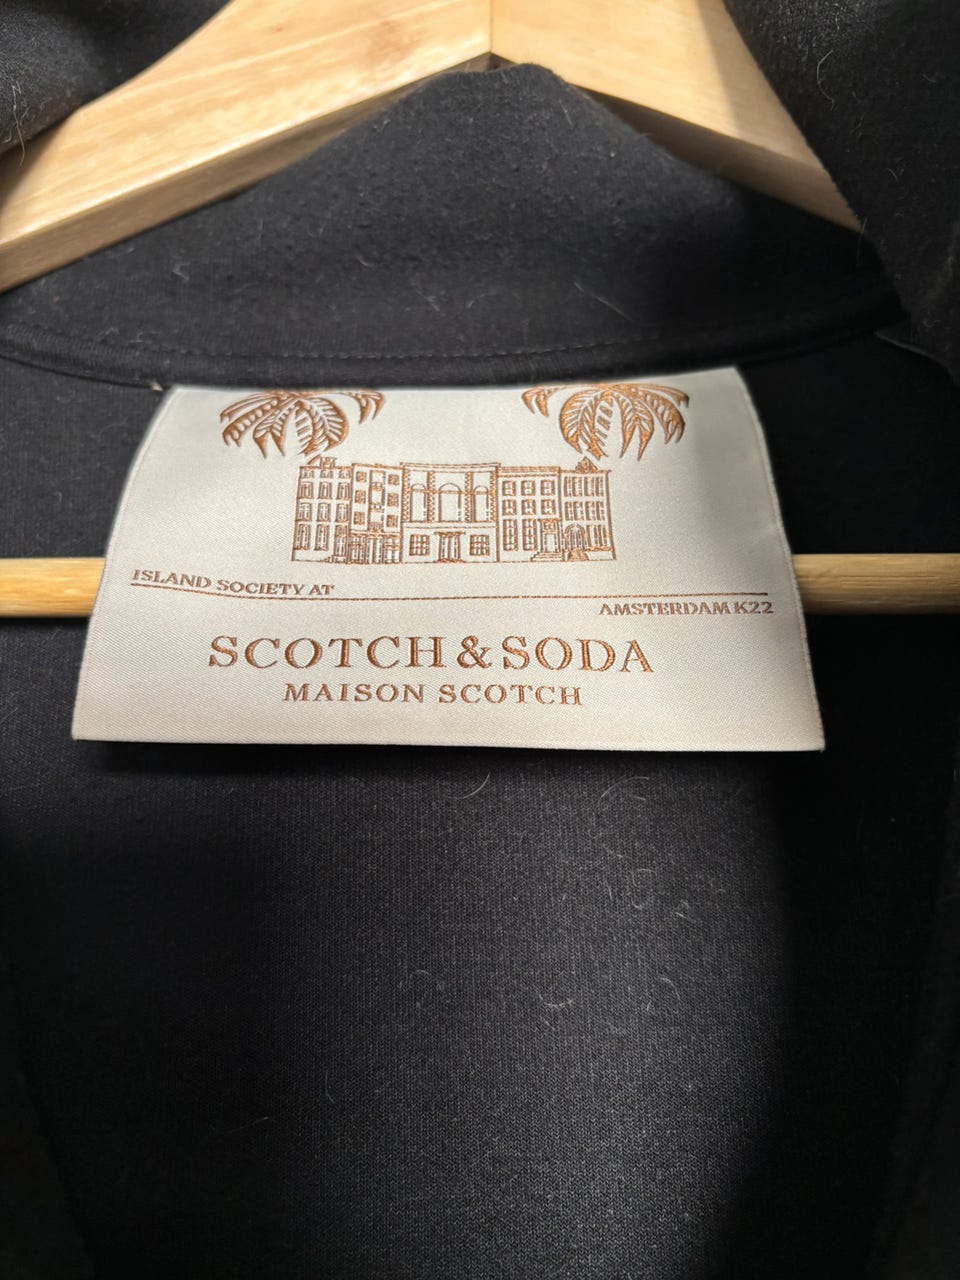 ISLAND SOCIETY AT
AMSTERDAM K22
SCOTCH & SODA
MAISON SCOTCH